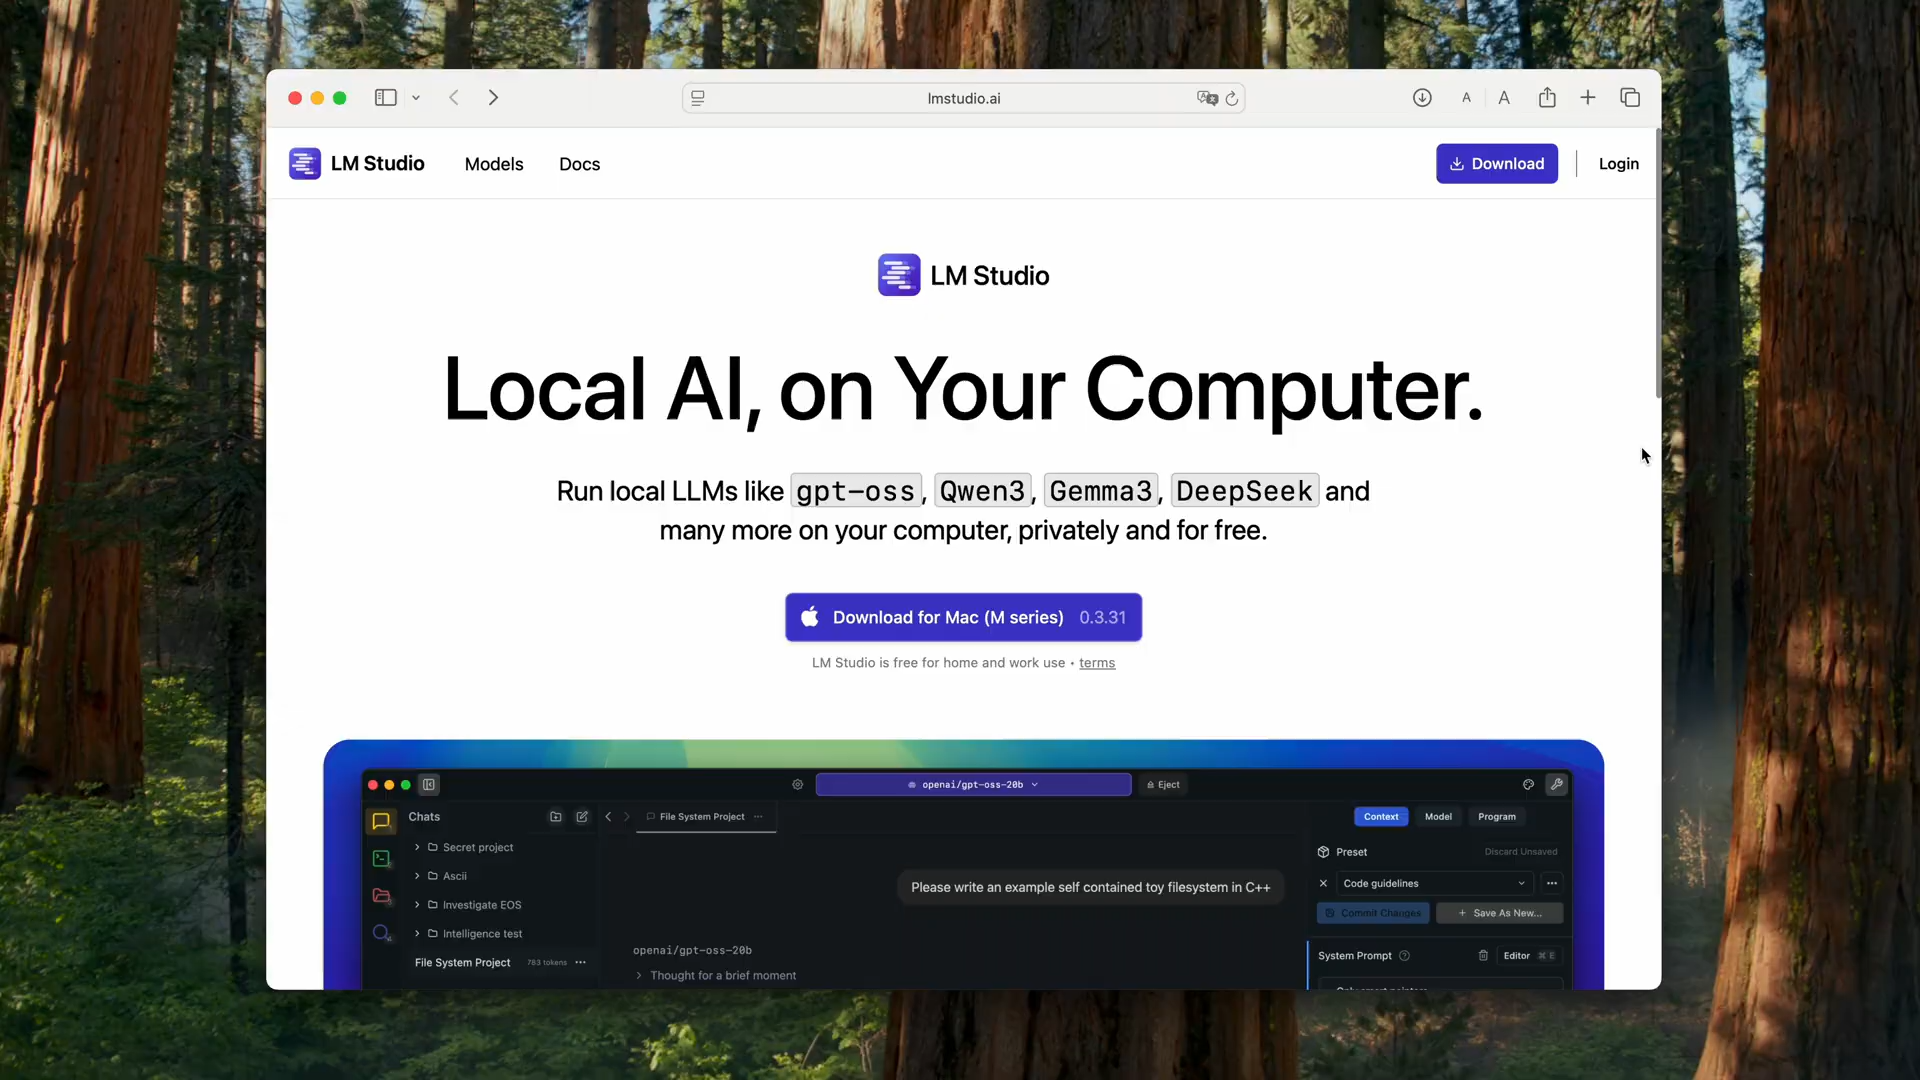 lmstudio.ai
A
A
LM Studio
Models
Docs
Download
Login
LM Studio
Local AI, on Your Computer.
Run local LLMs like gpt-oss, Qwen3, Gemma3, DeepSeek and
many more on your computer, privately and for free.
Download for Mac (M series) 0.3.31
LM Studio is free for home and work use • terms
openai/gpt-oss-20b
Eject
Chats
File System Project
Context
Model
Program
Secret project
Preset
Discard Unsaved
Ascii
Code guidelines
Please write an example self contained toy filesystem in C++
Investigate EOS
Commit Changes
+ Save As New...
Intelligence test
openai/gpt-oss-20b
System Prompt
Editor ⌘ E
File System Project 783 tokens
Thought for a brief moment